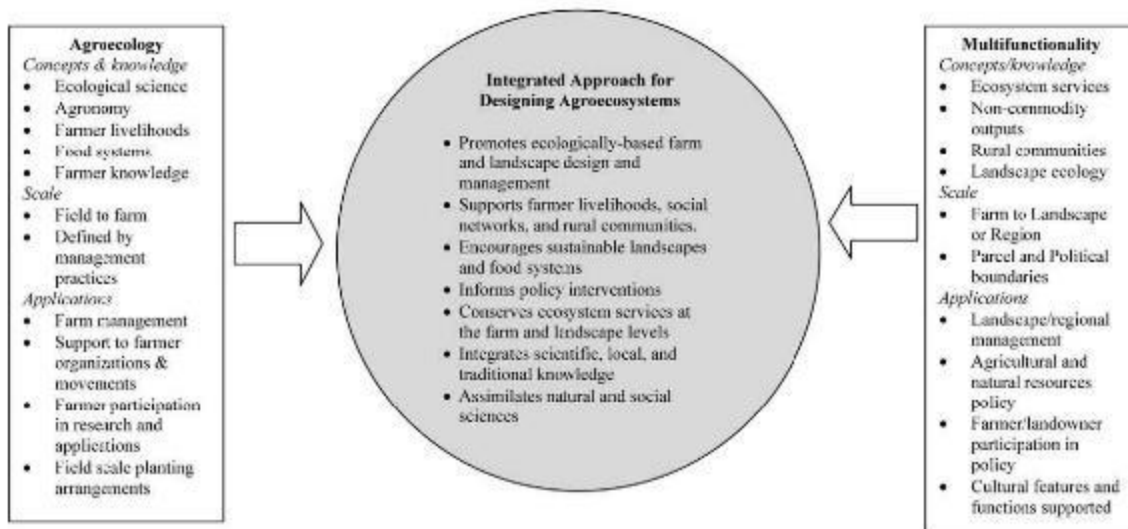 Agroecology
Concepts & knowledge
• Ecological science
• Agronomy
• Farmer livelihoods
• Food systems
• Farmer knowledge
Scale
• Field to farm
• Defined by
management
practices
Applications
• Farm management
• Support to farmer
organizations &
movements
• Farmer participation
in research and
applications
• Field scale planting
arrangements
Integrated Approach for
Designing Agroecosystems
• Promotes ecologically-based farm
and landscape design and
management
• Supports farmer livelihoods, social
networks, and rural communities.
• Encourages sustainable landscapes
and food systems
• Informs policy interventions
• Conserves ecosystem services at
the farm and landscape levels
• Integrates scientific, local, and
traditional knowledge
• Assimilates natural and social
sciences
Multifunctionality
Concepts/knowledge
• Ecosystem services
• Non-commodity
outputs
• Rural communities
• Landscape ecology
Scale
• Farm to Landscape
or Region
• Parcel and Political
boundaries
Applications
• Landscape/regional
management
• Agricultural and
natural resources
policy
• Farmer/landowner
participation in
policy
• Cultural features and
functions supported